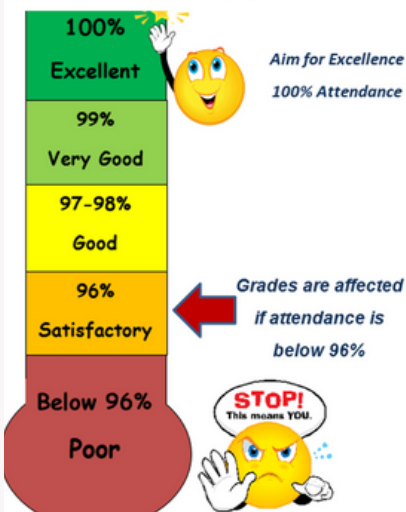 100%
Excellent
Aim for Excellence
100% Attendance
99%
Very Good
97-98%
Good
96%
Satisfactory
Grades are affected
if attendance is
below 96%
Below 96%
Poor
STOP!
This means YOU.